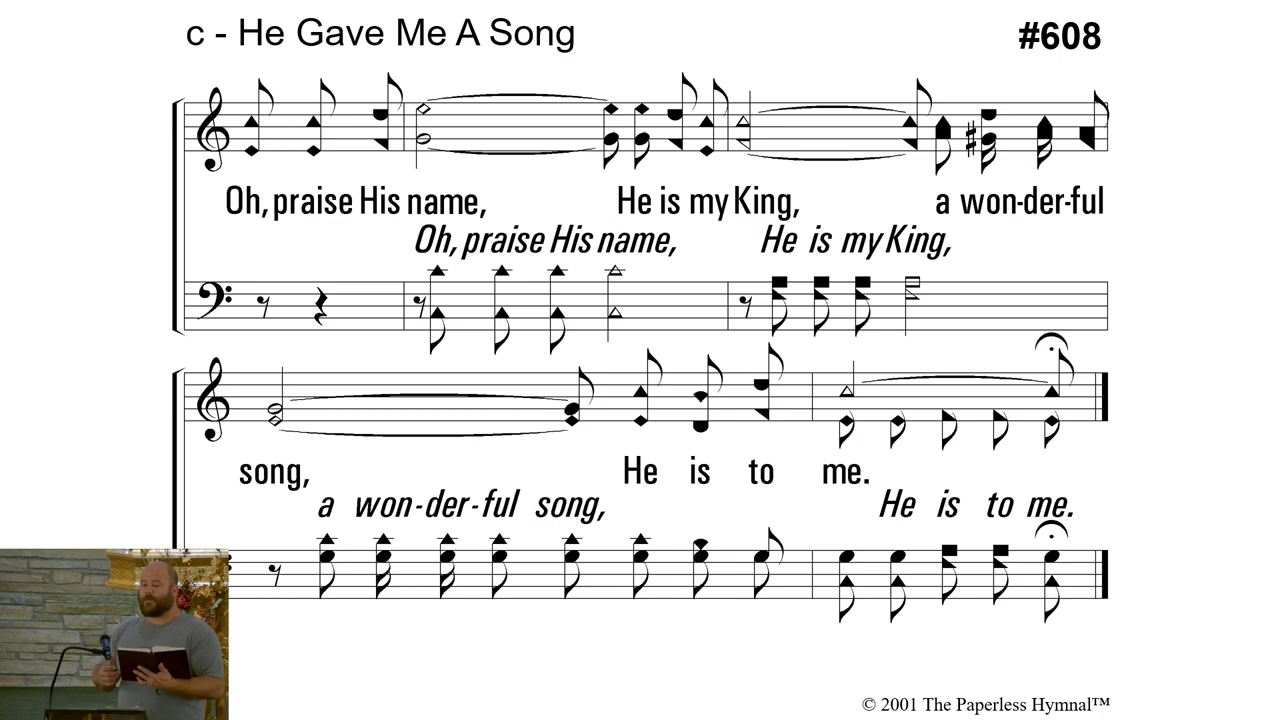 c - He Gave Me A Song
#608
Oh, praise His name, He is my King, a won-der-ful
Oh, praise His name, He is my King,
song, He is to me.
a won-der-ful song, He is to me.
© 2001 The Paperless Hymnal™